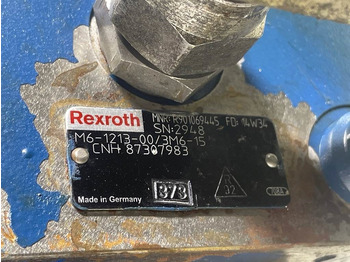 Rexroth
MNR: R901069445 FD: 14W34
SN:2948
M6-1213-00/3M6-15
CNH 87307983
Made in Germany
373
37